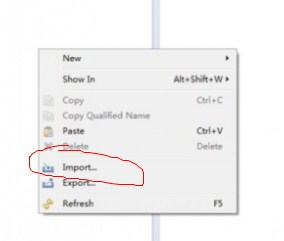 New
Show In Alt+Shift+W
Copy Ctrl+C
Copy Qualified Name
Paste Ctrl+V
Delete Delete
Import...
Export...
Refresh F5